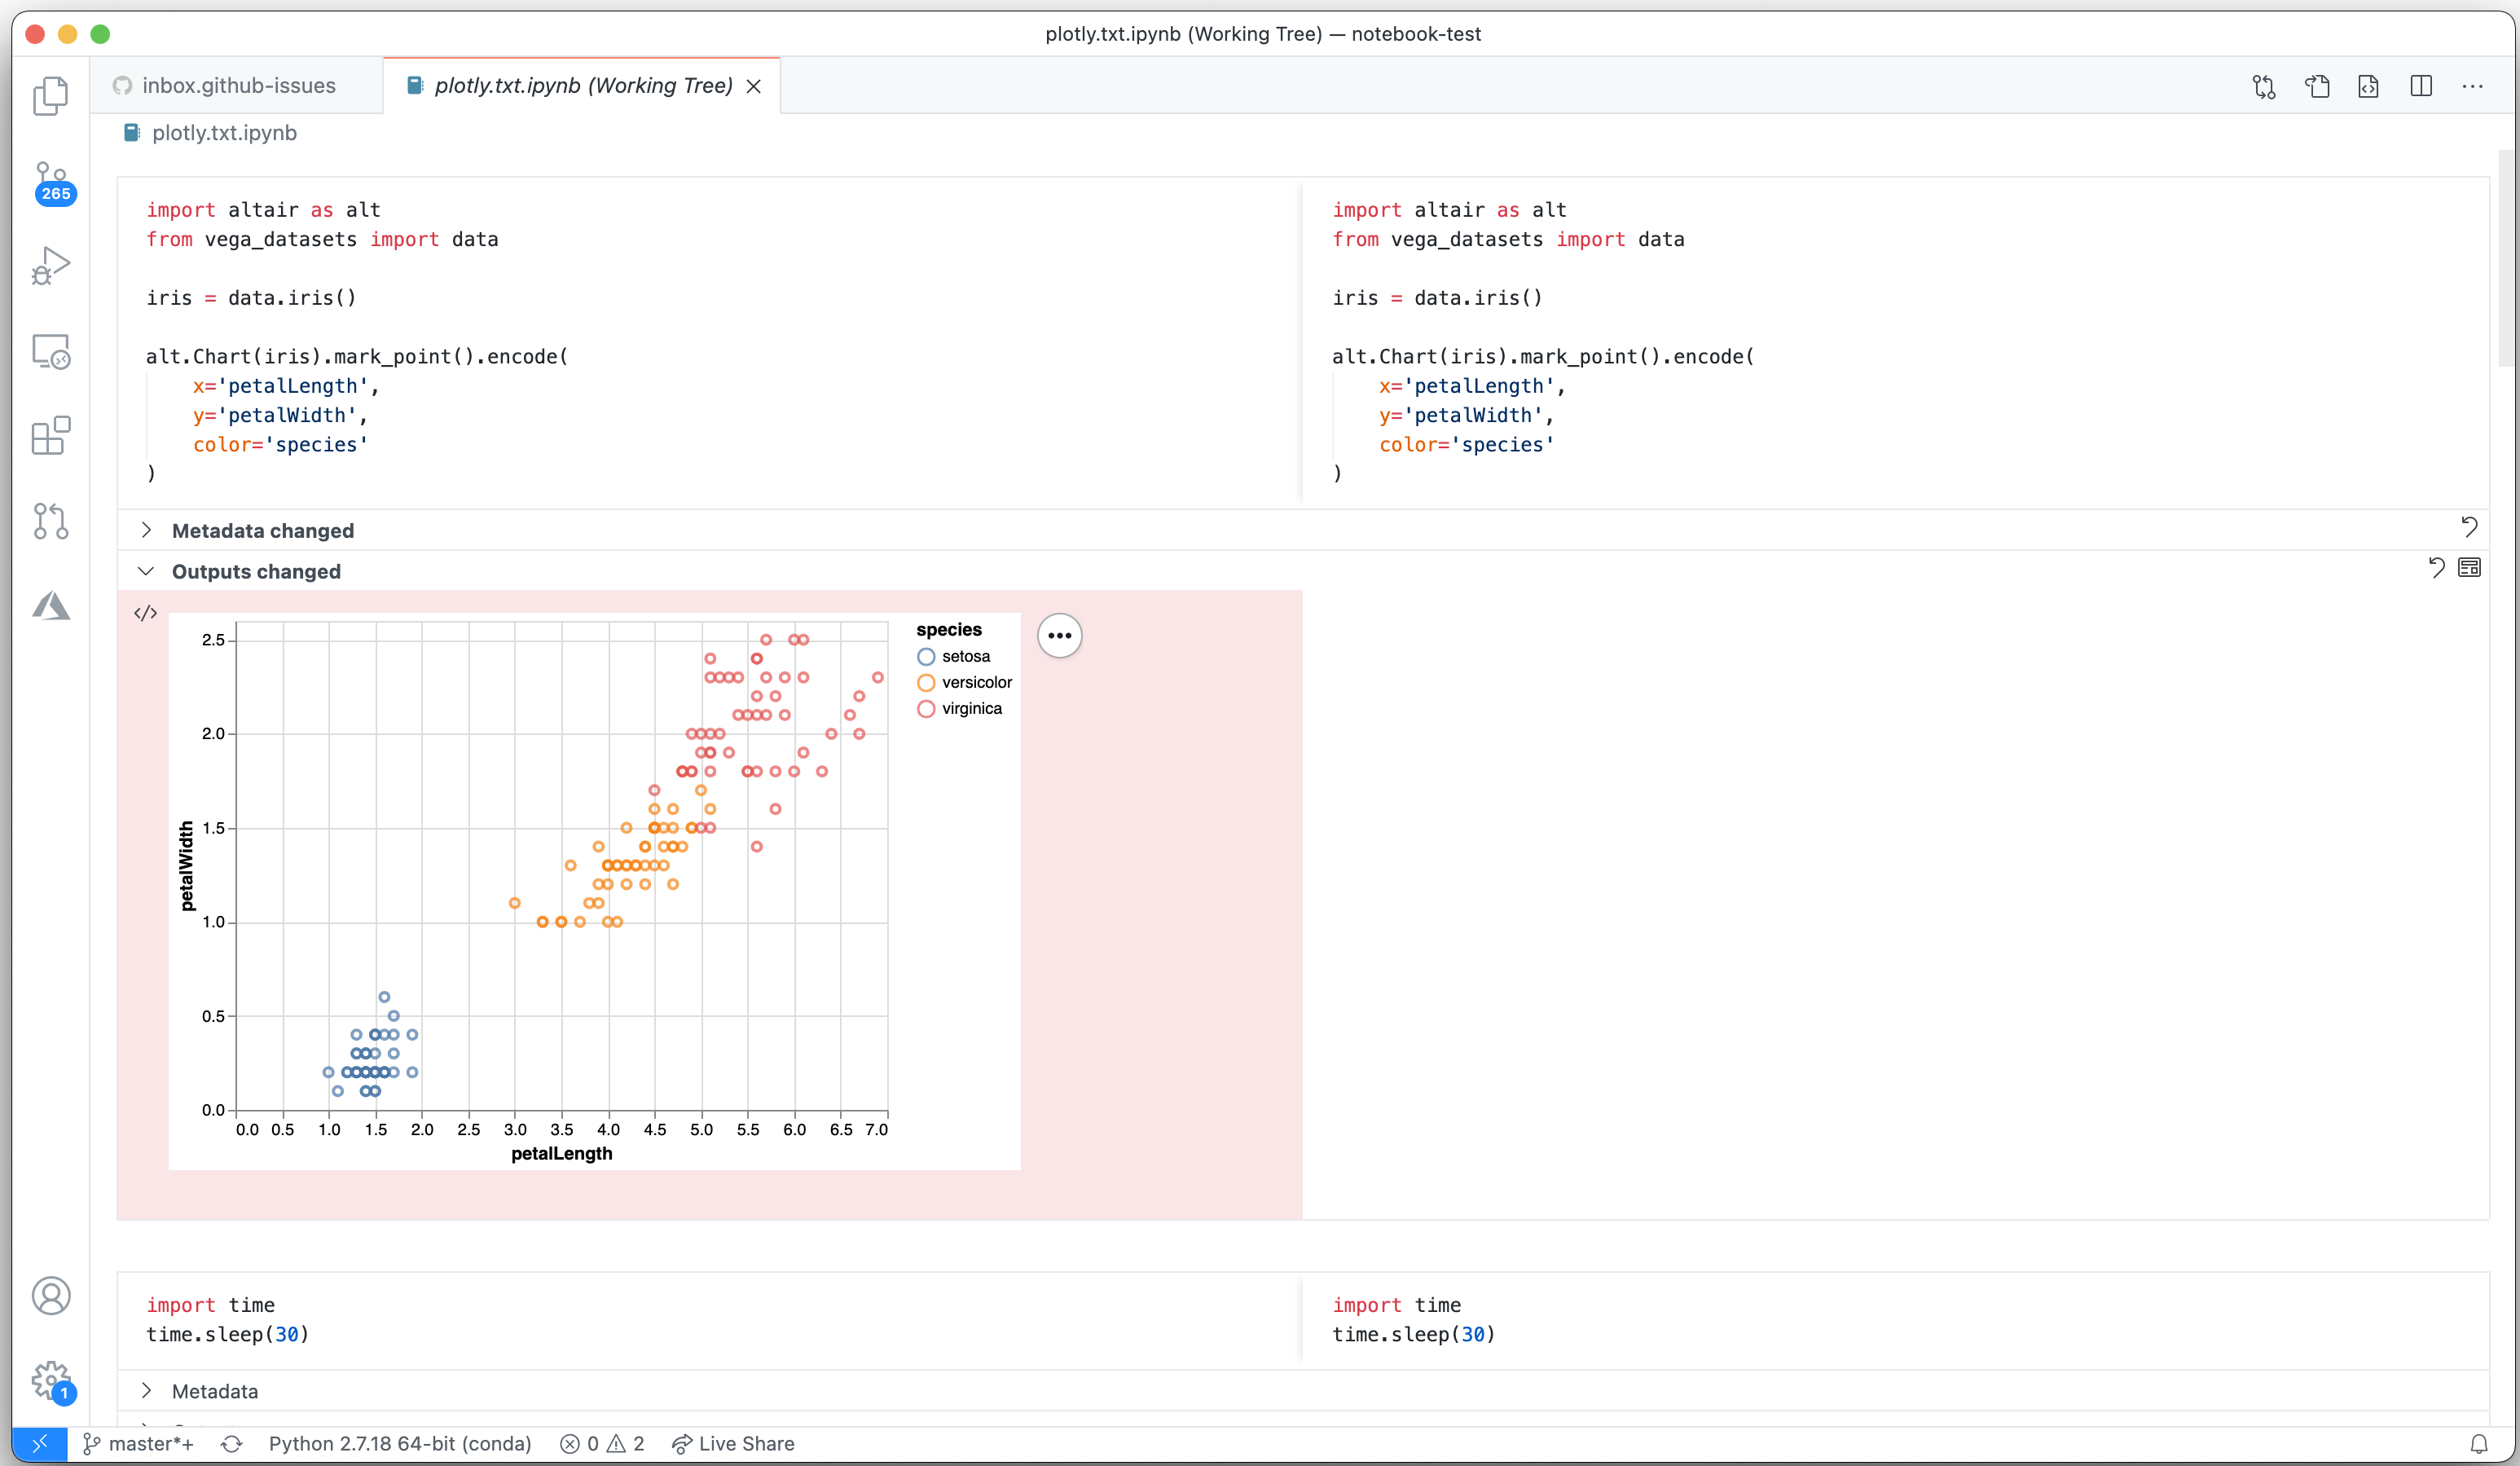 plotly.txt.ipynb (Working Tree) — notebook-test
inbox.github-issues
plotly.txt.ipynb (Working Tree)
plotly.txt.ipynb
265
import altair as alt
from vega_datasets import data
iris = data.iris()
alt.Chart(iris).mark_point().encode(
    x='petalLength',
    y='petalWidth',
    color='species'
)
import altair as alt
from vega_datasets import data
iris = data.iris()
alt.Chart(iris).mark_point().encode(
    x='petalLength',
    y='petalWidth',
    color='species'
)
Metadata changed
Outputs changed
2.5
2.0
1.5
1.0
0.5
0.0
petalWidth
0.0 0.5 1.0 1.5 2.0 2.5 3.0 3.5 4.0 4.5 5.0 5.5 6.0 6.5 7.0
petalLength
species
setosa
versicolor
virginica
import time
time.sleep(30)
import time
time.sleep(30)
Metadata
1
master*+ Python 2.7.18 64-bit (conda) 0 2 Live Share